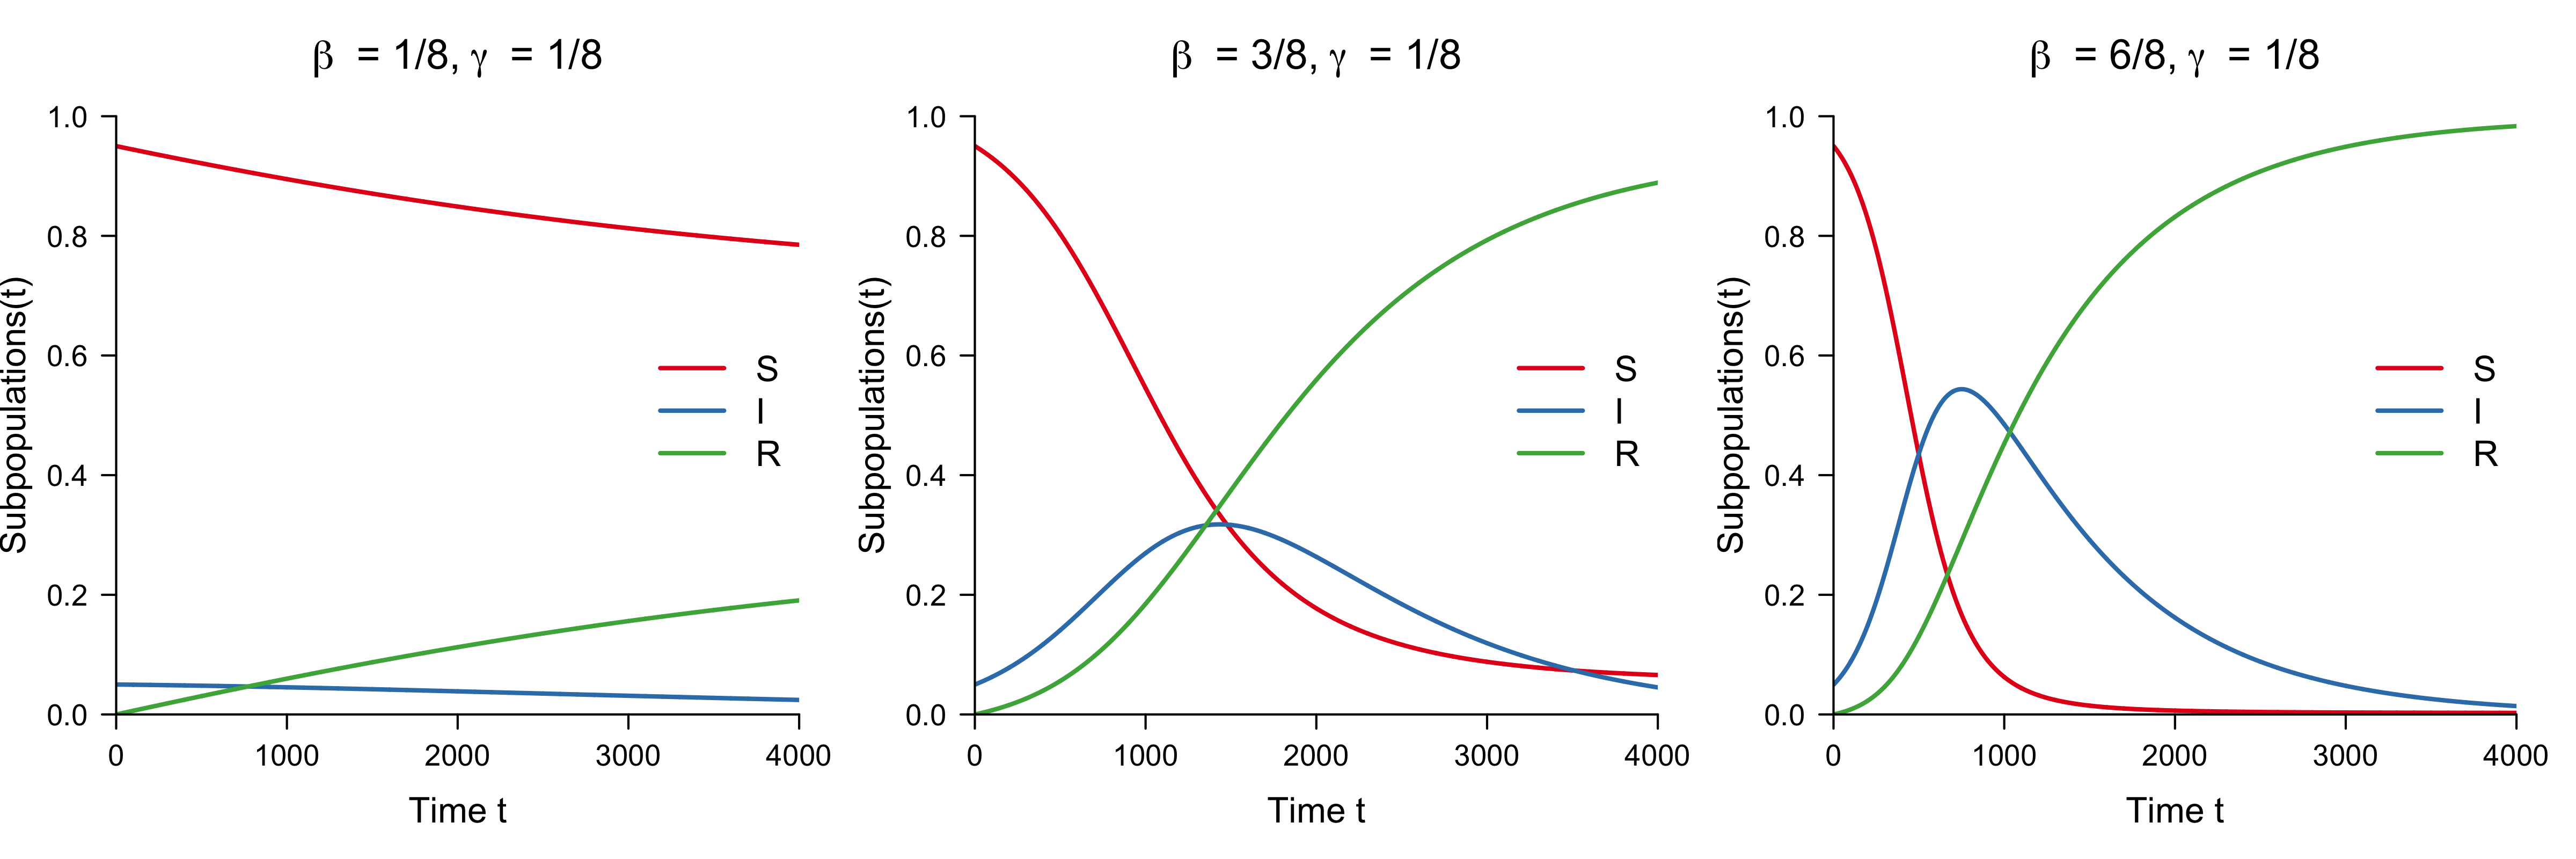 β = 1/8, γ = 1/8
Subpopulations(t)
1.0
0.8
0.6
0.4
0.2
0.0
S
I
R
0 1000 2000 3000 4000
Time t
β = 3/8, γ = 1/8
Subpopulations(t)
1.0
0.8
0.6
0.4
0.2
0.0
S
I
R
0 1000 2000 3000 4000
Time t
β = 6/8, γ = 1/8
Subpopulations(t)
1.0
0.8
0.6
0.4
0.2
0.0
S
I
R
0 1000 2000 3000 4000
Time t